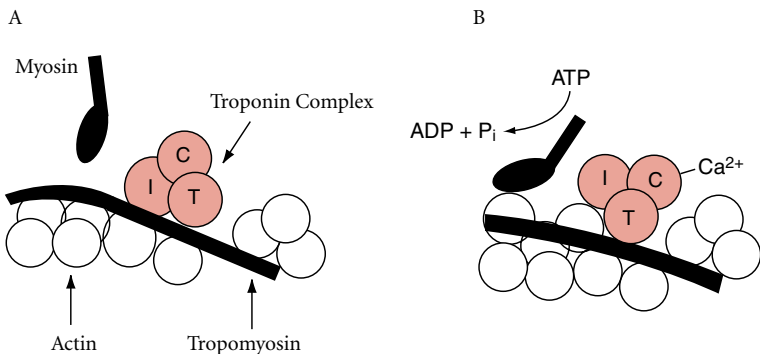 A
Myosin
Troponin Complex
C
I
T
Actin
Tropomyosin
B
ATP
ADP + Pi
I
C
Ca2+
T